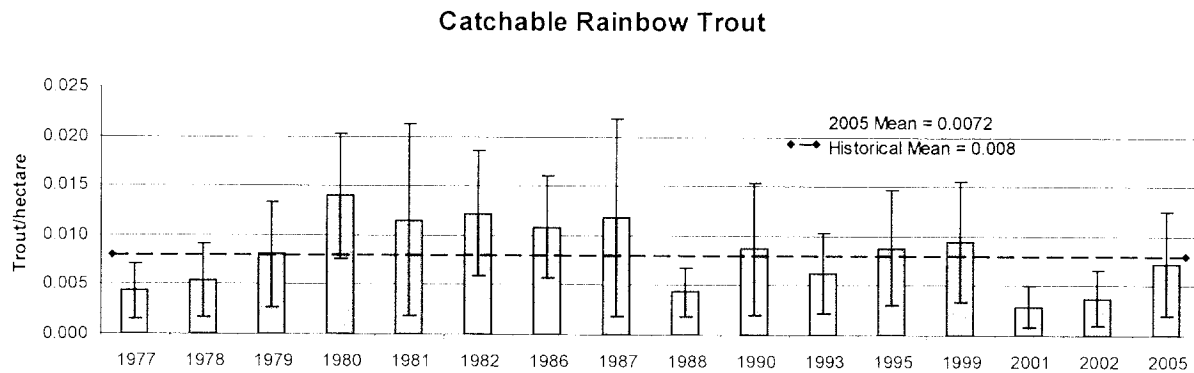 Catchable Rainbow Trout
Trout/hectare
0.025
0.020
0.015
0.010
0.005
0.000
2005 Mean = 0.0072
Historical Mean = 0.008
1977 1978 1979 1980 1981 1982 1986 1987 1988 1990 1993 1995 1999 2001 2002 2005